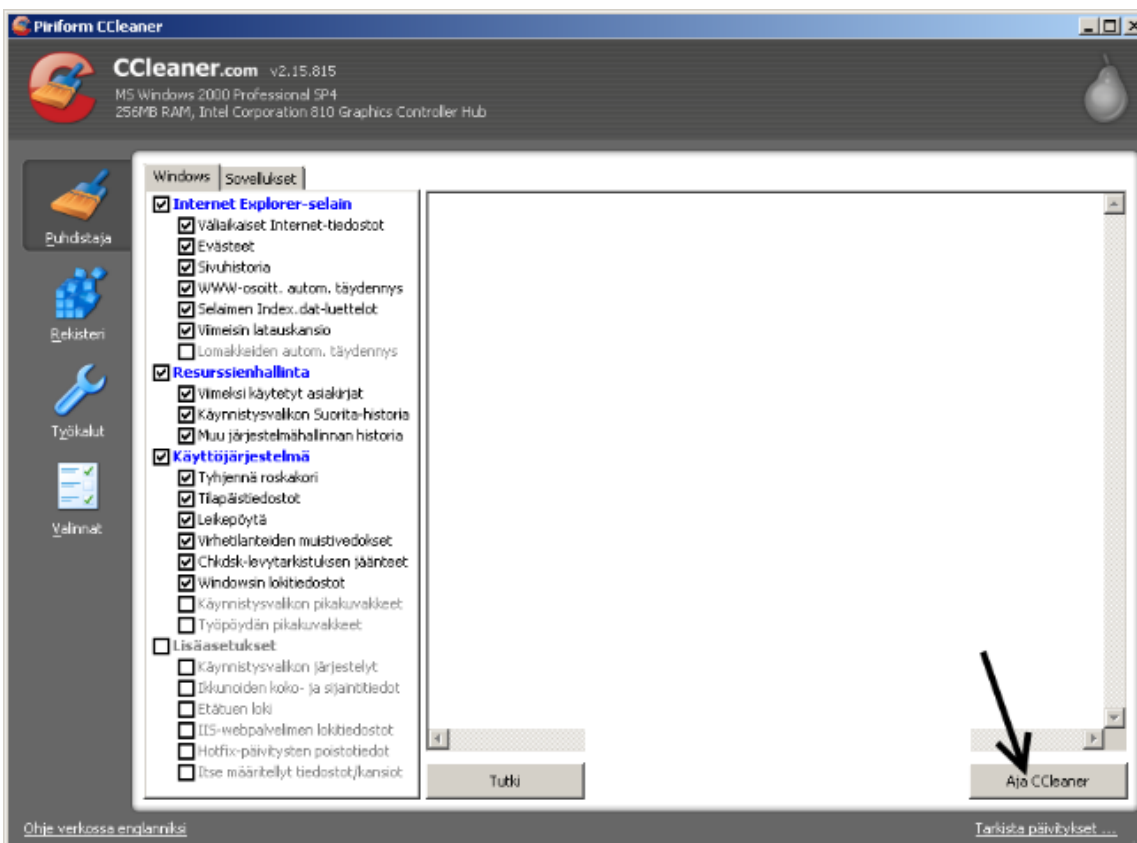 Piriform CCleaner
CCleaner.com v2.15.815
MS Windows 2000 Professional SP4
256MB RAM, Intel Corporation 810 Graphics Controller Hub
Puhdistaja
Rekisteri
Työkalut
Valinnat
Windows
Sovellukset
Internet Explorer-selain
Väliaikaiset Internet-tiedostot
Evästeet
Sivuhistoria
WWW-osoitt. autom. täydennys
Selaimen Index.dat-luettelot
Viimeisin latauskansio
Lomakkeiden autom. täydennys
Resurssienhallinta
Viimeksi käytetyt asiakirjat
Käynnistysvalikon Suorita-historia
Muu järjestelmähallinnan historia
Käyttöjärjestelmä
Tyhjennä roskakori
Tilapäistiedostot
Leikepöytä
Virhetilanteiden muistivedokset
Chkdsk-levytarkistuksen jäänteet
Windowsin lokitiedostot
Käynnistysvalikon pikakuvakkeet
Työpöydän pikakuvakkeet
Lisäasetukset
Käynnistysvalikon järjestelyt
Ikkunoiden koko- ja sijaintitiedot
Etätuen loki
IIS-webpalvelimen lokitiedostot
Hotfix-päivitysten poistotiedot
Itse määritellyt tiedostot/kansiot
Tutki
Aja CCleaner
Ohje verkossa englanniksi
Tarkista päivitykset ...